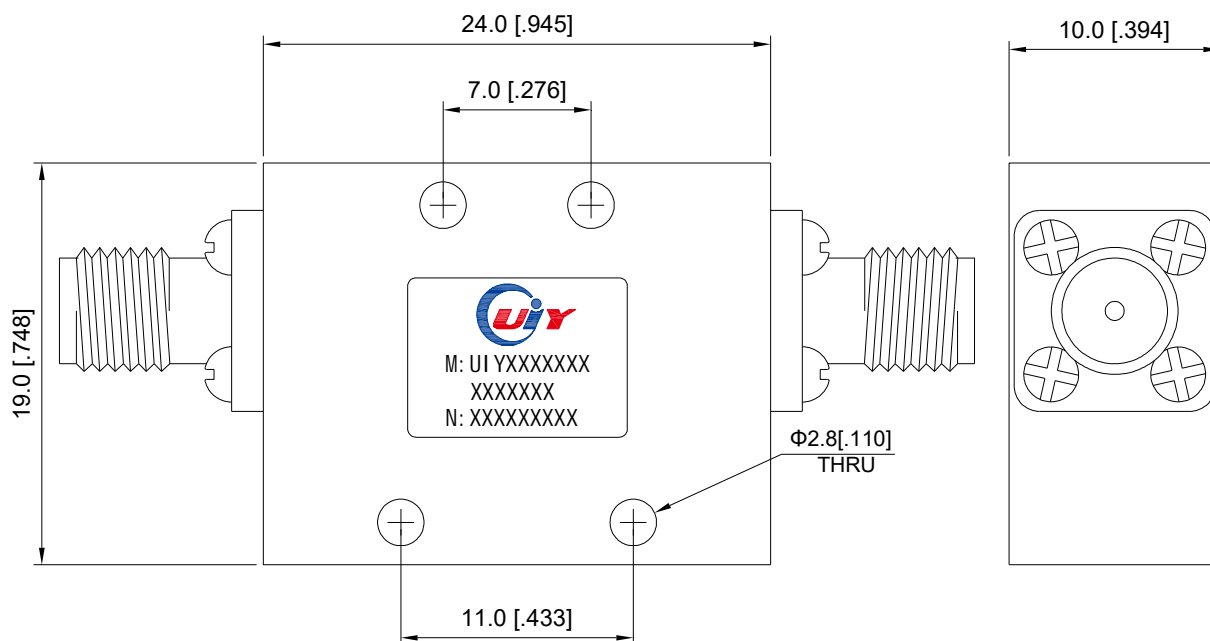 24.0 [.945]
10.0 [.394]
7.0 [.276]
19.0 [.748]
UiY
M: UIYXXXXXXX
XXXXXXX
N: XXXXXXXXX
Φ2.8[.110]
THRU
11.0 [.433]